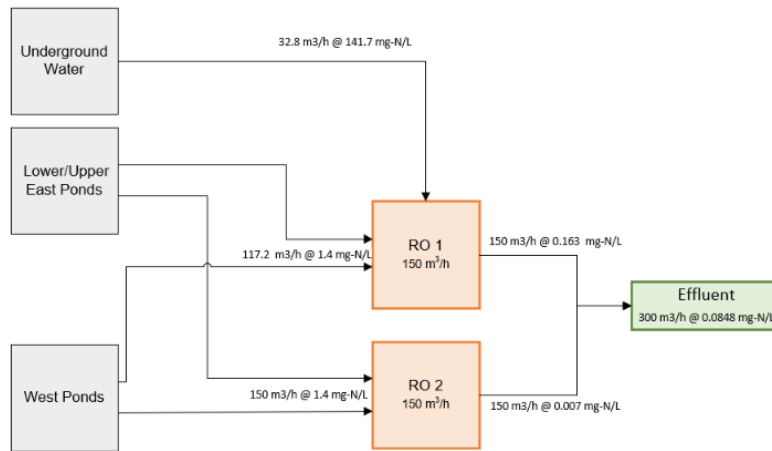 32.8 m3/h @ 141.7 mg-N/L
Underground
Water
Lower/Upper
East Ponds
RO 1
150 m³/h
117.2 m3/h @ 1.4 mg-N/L
150 m3/h @ 0.163 mg-N/L
Effluent
300 m3/h @ 0.0848 mg-N/L
West Ponds
150 m3/h @ 1.4 mg-N/L
RO 2
150 m³/h
150 m3/h @ 0.007 mg-N/L